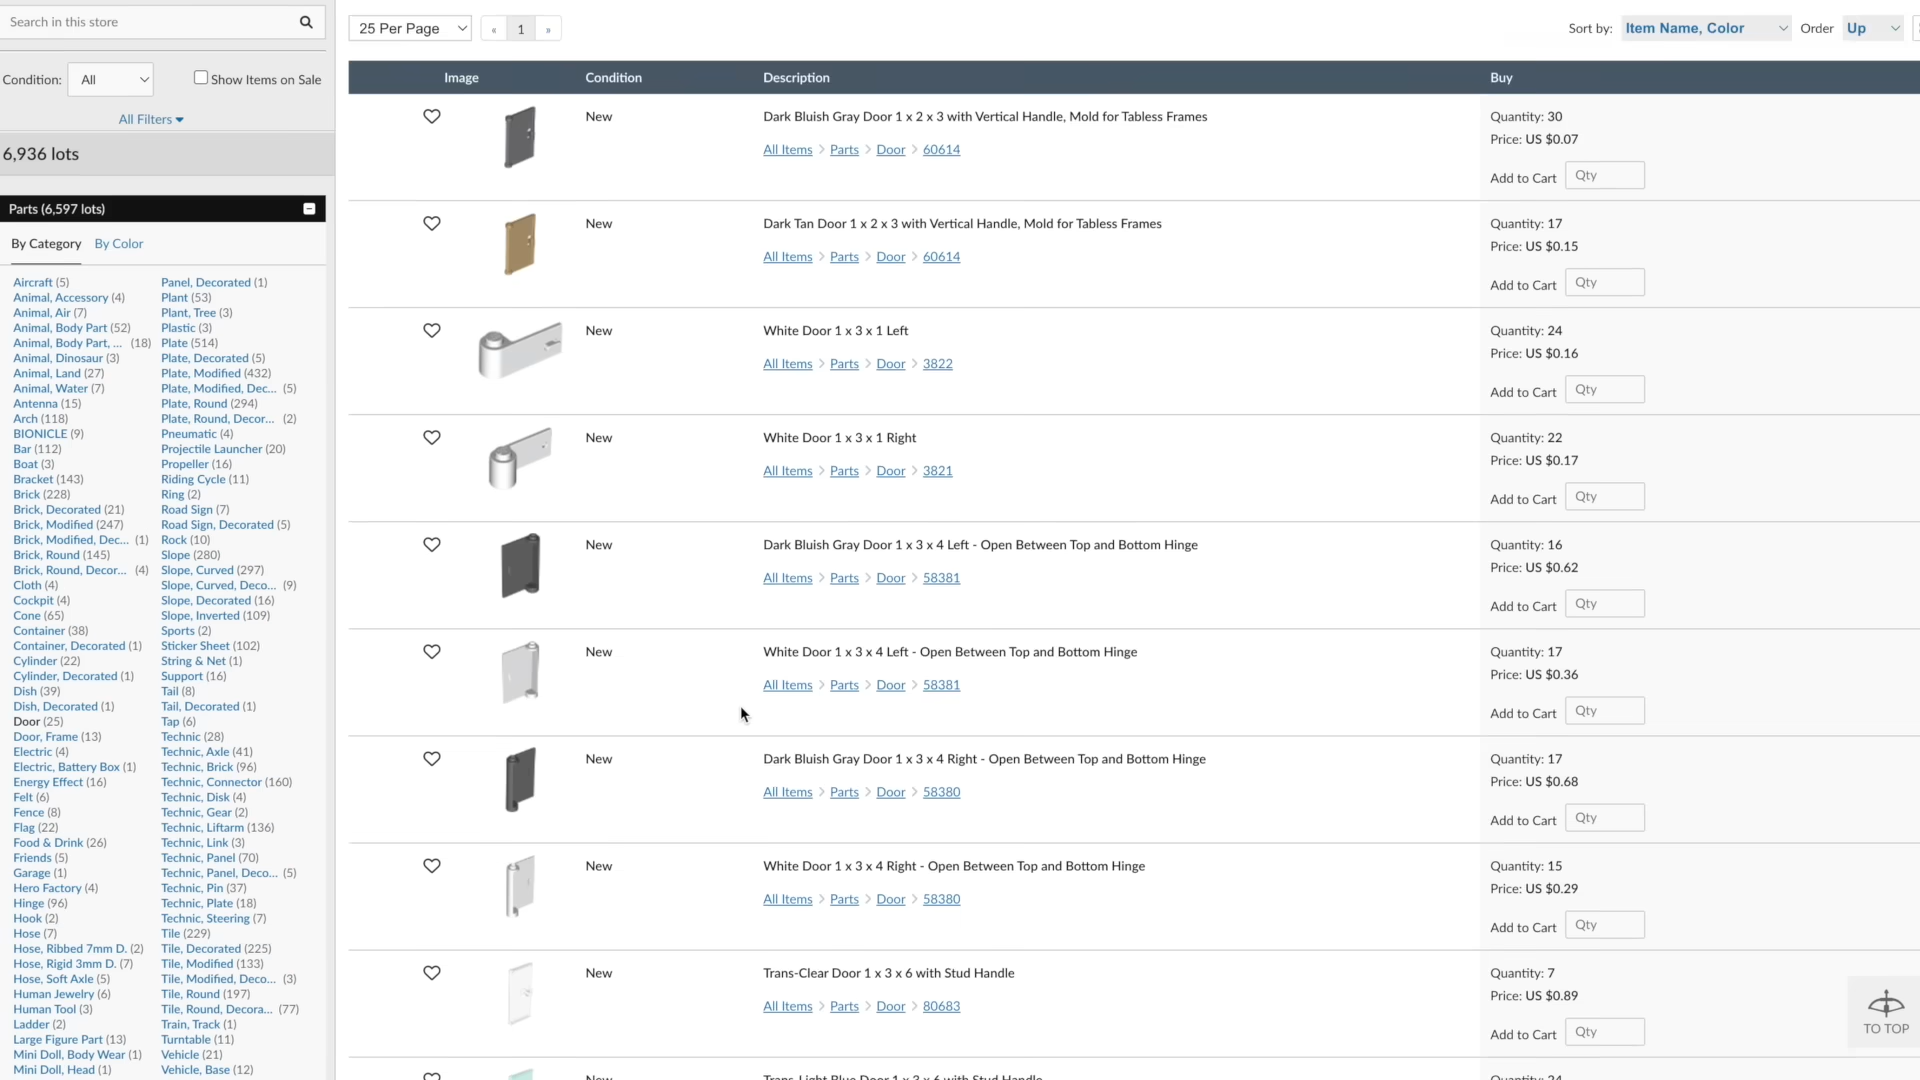 Search in this store
Condition: All
Show Items on Sale
All Filters
6,936 lots
Parts (6,597 lots)
By Category By Color
Aircraft (5)
Animal, Accessory (4)
Animal, Air (7)
Animal, Body Part (52)
Animal, Body Part, ... (18)
Animal, Dinosaur (3)
Animal, Land (27)
Animal, Water (7)
Antenna (15)
Arch (118)
BIONICLE (9)
Bar (112)
Boat (3)
Bracket (143)
Brick (228)
Brick, Decorated (21)
Brick, Modified (247)
Brick, Modified, Dec... (1)
Brick, Round (145)
Brick, Round, Decor... (4)
Cloth (4)
Cockpit (4)
Cone (65)
Container (38)
Container, Decorated (1)
Cylinder (22)
Cylinder, Decorated (1)
Dish (39)
Dish, Decorated (1)
Door (25)
Door, Frame (13)
Electric (4)
Electric, Battery Box (1)
Energy Effect (16)
Felt (6)
Fence (8)
Flag (22)
Food & Drink (26)
Friends (5)
Garage (1)
Hero Factory (4)
Hinge (96)
Hook (2)
Hose (7)
Hose, Ribbed 7mm D. (2)
Hose, Rigid 3mm D. (7)
Hose, Soft Axle (5)
Human Jewelry (6)
Human Tool (3)
Ladder (2)
Large Figure Part (13)
Mini Doll, Body Wear (1)
Mini Doll, Head (1)
Panel, Decorated (1)
Plant (53)
Plant, Tree (3)
Plastic (3)
Plate (514)
Plate, Decorated (5)
Plate, Modified (432)
Plate, Modified, Dec... (5)
Plate, Round (294)
Plate, Round, Decor... (2)
Pneumatic (4)
Projectile Launcher (20)
Propeller (16)
Riding Cycle (11)
Ring (2)
Road Sign (7)
Road Sign, Decorated (5)
Rock (10)
Slope (280)
Slope, Curved (297)
Slope, Curved, Deco... (9)
Slope, Decorated (16)
Slope, Inverted (109)
Sports (2)
Sticker Sheet (102)
String & Net (1)
Support (16)
Tail (8)
Tail, Decorated (1)
Tap (6)
Technic (28)
Technic, Axle (41)
Technic, Brick (96)
Technic, Connector (160)
Technic, Disk (4)
Technic, Gear (2)
Technic, Liftarm (136)
Technic, Link (3)
Technic, Panel (70)
Technic, Panel, Deco... (5)
Technic, Pin (37)
Technic, Plate (18)
Technic, Steering (7)
Tile (229)
Tile, Decorated (225)
Tile, Modified (133)
Tile, Modified, Deco... (3)
Tile, Round (197)
Tile, Round, Decora... (77)
Train, Track (1)
Turntable (11)
Vehicle (21)
Vehicle, Base (12)
25 Per Page « 1 »
Sort by: Item Name, Color Order Up
Image Condition Description Buy
New
Dark Bluish Gray Door 1 x 2 x 3 with Vertical Handle, Mold for Tabless Frames
All Items > Parts > Door > 60614
Quantity: 30
Price: US $0.07
Add to Cart Qty
New
Dark Tan Door 1 x 2 x 3 with Vertical Handle, Mold for Tabless Frames
All Items > Parts > Door > 60614
Quantity: 17
Price: US $0.15
Add to Cart Qty
New
White Door 1 x 3 x 1 Left
All Items > Parts > Door > 3822
Quantity: 24
Price: US $0.16
Add to Cart Qty
New
White Door 1 x 3 x 1 Right
All Items > Parts > Door > 3821
Quantity: 22
Price: US $0.17
Add to Cart Qty
New
Dark Bluish Gray Door 1 x 3 x 4 Left - Open Between Top and Bottom Hinge
All Items > Parts > Door > 58381
Quantity: 16
Price: US $0.62
Add to Cart Qty
New
White Door 1 x 3 x 4 Left - Open Between Top and Bottom Hinge
All Items > Parts > Door > 58381
Quantity: 17
Price: US $0.36
Add to Cart Qty
New
Dark Bluish Gray Door 1 x 3 x 4 Right - Open Between Top and Bottom Hinge
All Items > Parts > Door > 58380
Quantity: 17
Price: US $0.68
Add to Cart Qty
New
White Door 1 x 3 x 4 Right - Open Between Top and Bottom Hinge
All Items > Parts > Door > 58380
Quantity: 15
Price: US $0.29
Add to Cart Qty
New
Trans-Clear Door 1 x 3 x 6 with Stud Handle
All Items > Parts > Door > 80683
Quantity: 7
Price: US $0.89
Add to Cart Qty
TO TOP
New
Trans-Light Blue Door 1 x 3 x 6 with Stud Handle
Quantity: 24